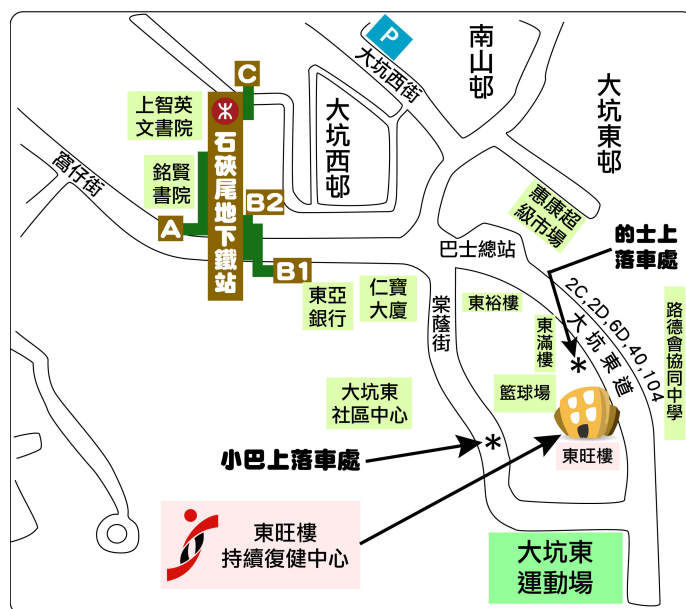 P
大坑西街
南山邨
大坑東邨
C
上智英
文書院
石硤尾地下鐵站
大坑西邨
窩仔街
銘賢
書院
惠康超
級市場
B2
A
巴士總站
的士上
落車處
B1
東亞
銀行
仁寶
大廈
棠蔭街
東裕樓
東滿樓
2C,2D,6D,40,104
大坑東道
路德會協同中學
大坑東
社區中心
籃球場
*
*
小巴上落車處
東旺樓
東旺樓
持續復健中心
大坑東
運動場